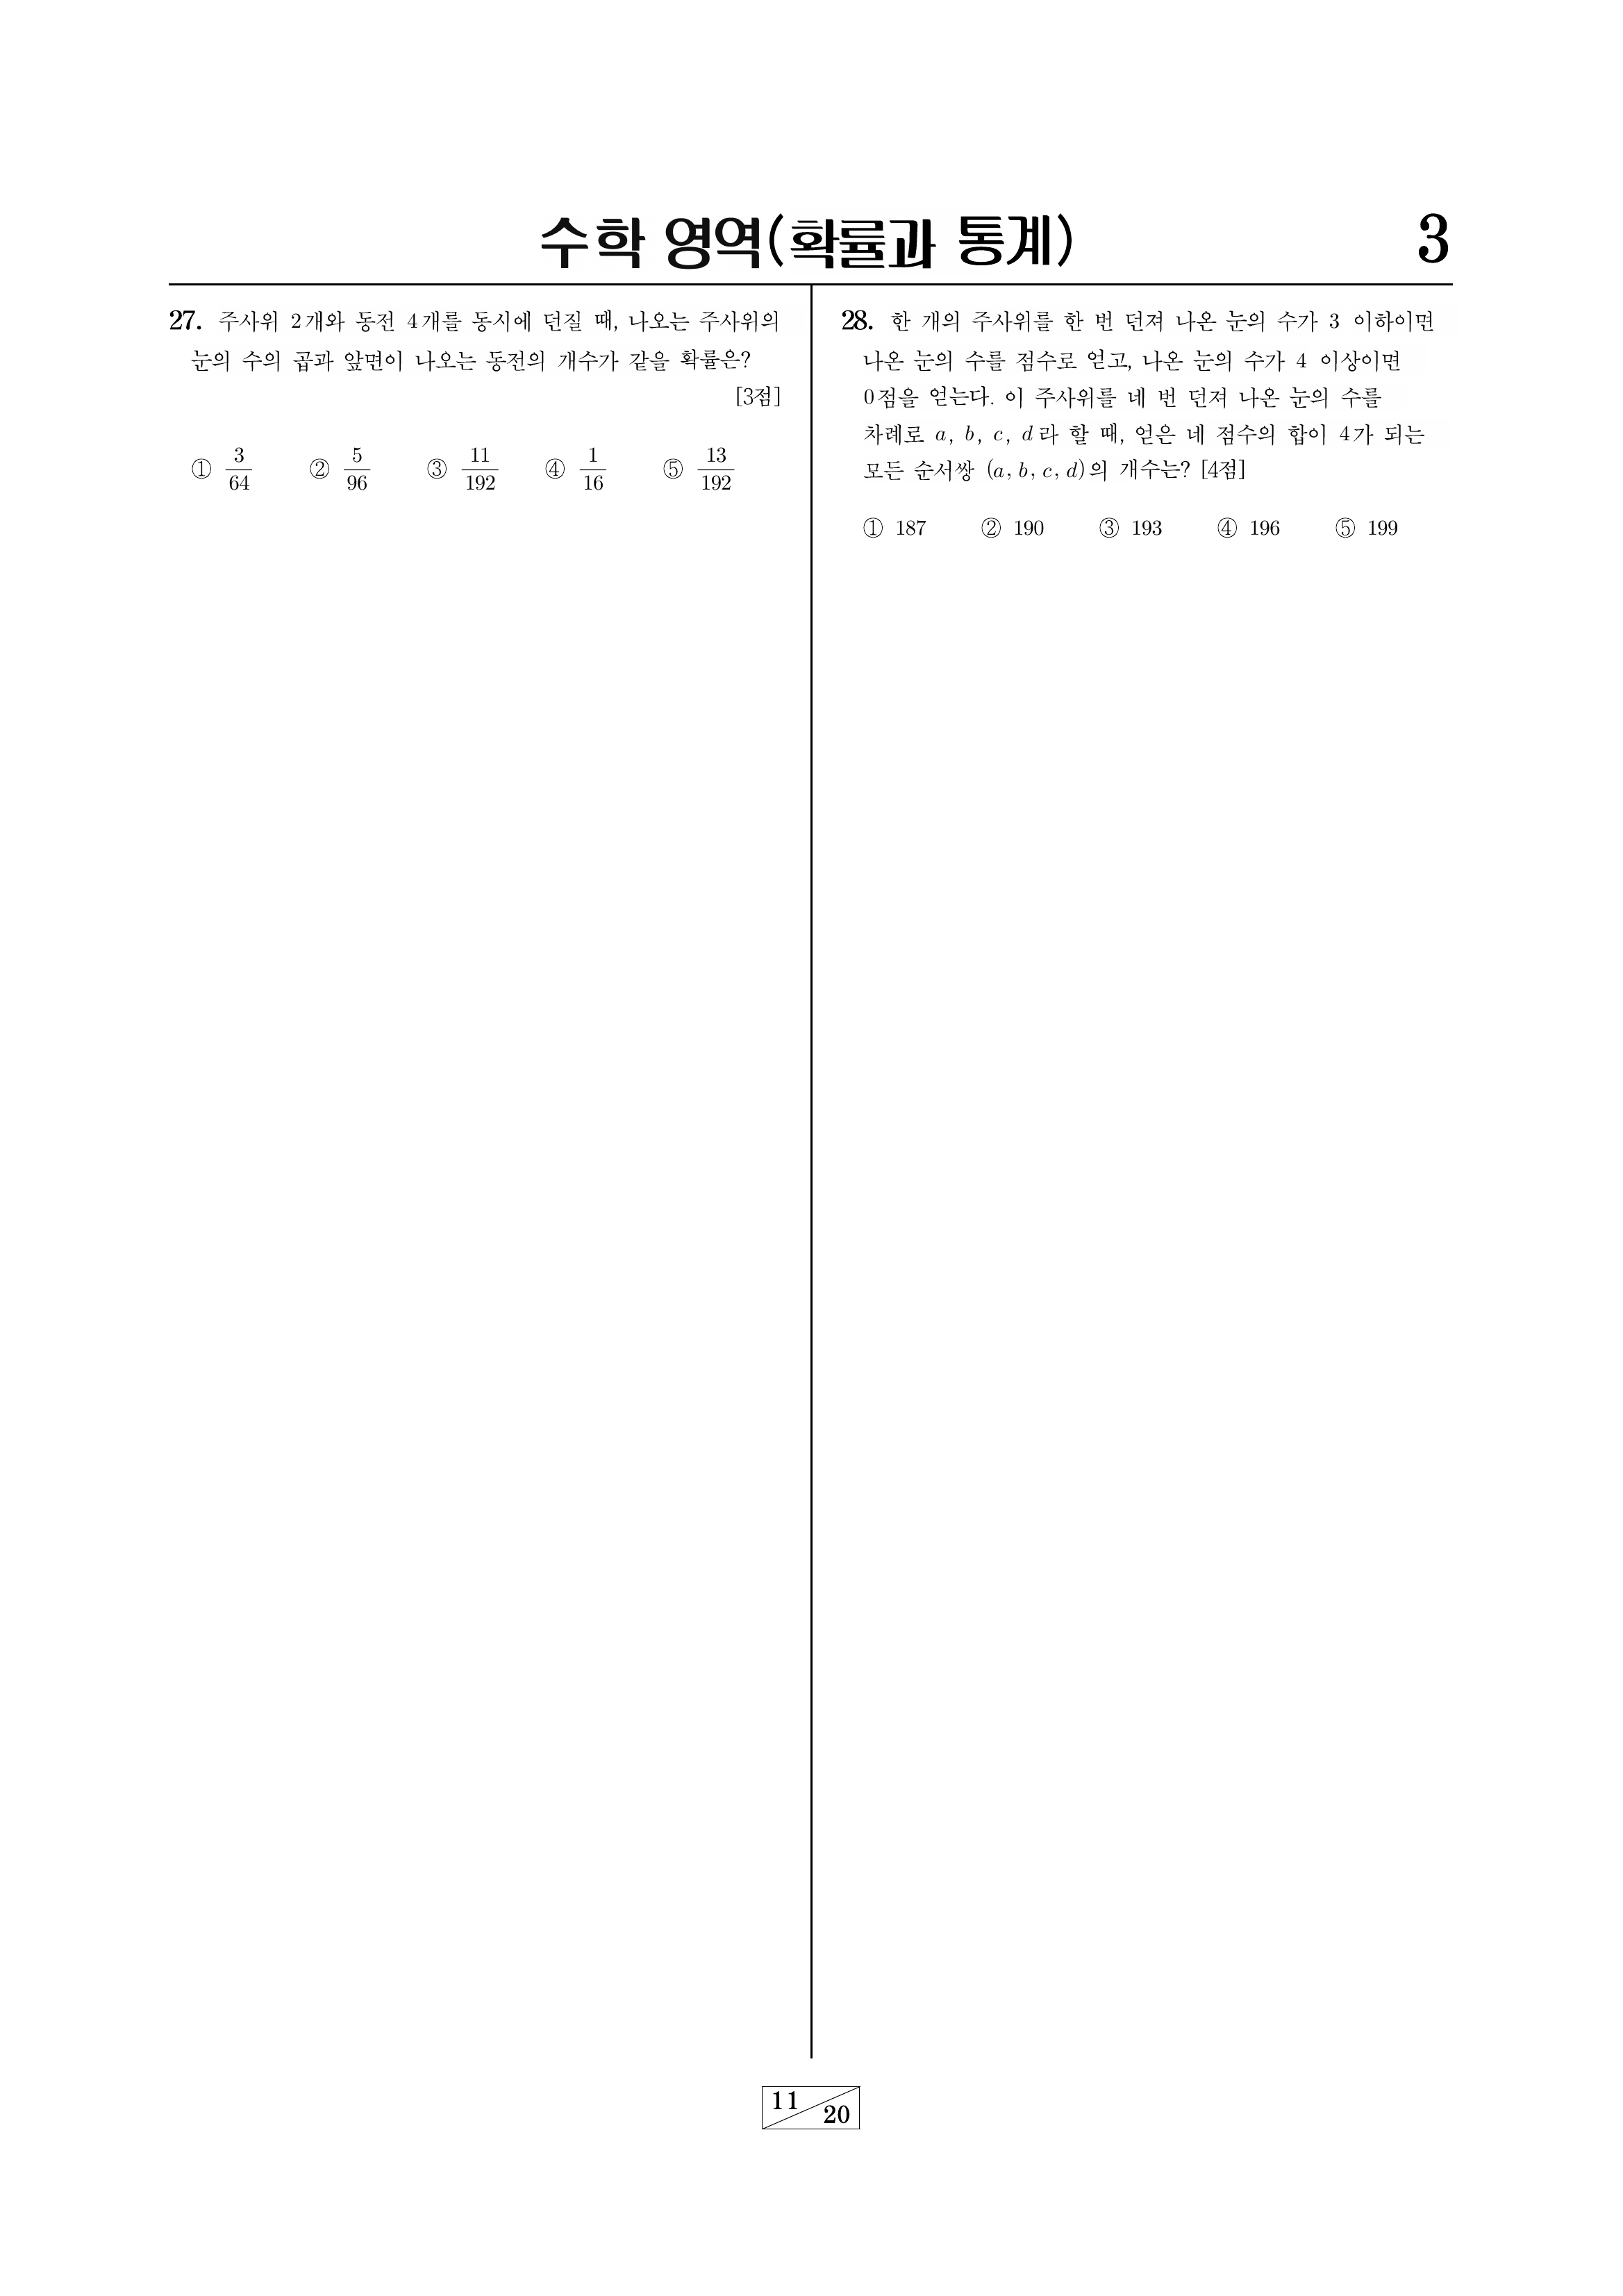 수학 영역(확률과 통계)
3
27. 주사위 2개와 동전 4개를 동시에 던질 때, 나오는 주사위의
눈의 수의 곱과 앞면이 나오는 동전의 개수가 같을 확률은?
[3점]
① 3/64 ② 5/96 ③ 11/192 ④ 1/16 ⑤ 13/192
28. 한 개의 주사위를 한 번 던져 나온 눈의 수가 3 이하이면
나온 눈의 수를 점수로 얻고, 나온 눈의 수가 4 이상이면
0점을 얻는다. 이 주사위를 네 번 던져 나온 눈의 수를
차례로 a, b, c, d라 할 때, 얻은 네 점수의 합이 4가 되는
모든 순서쌍 (a, b, c, d)의 개수는? [4점]
① 187 ② 190 ③ 193 ④ 196 ⑤ 199
11
20